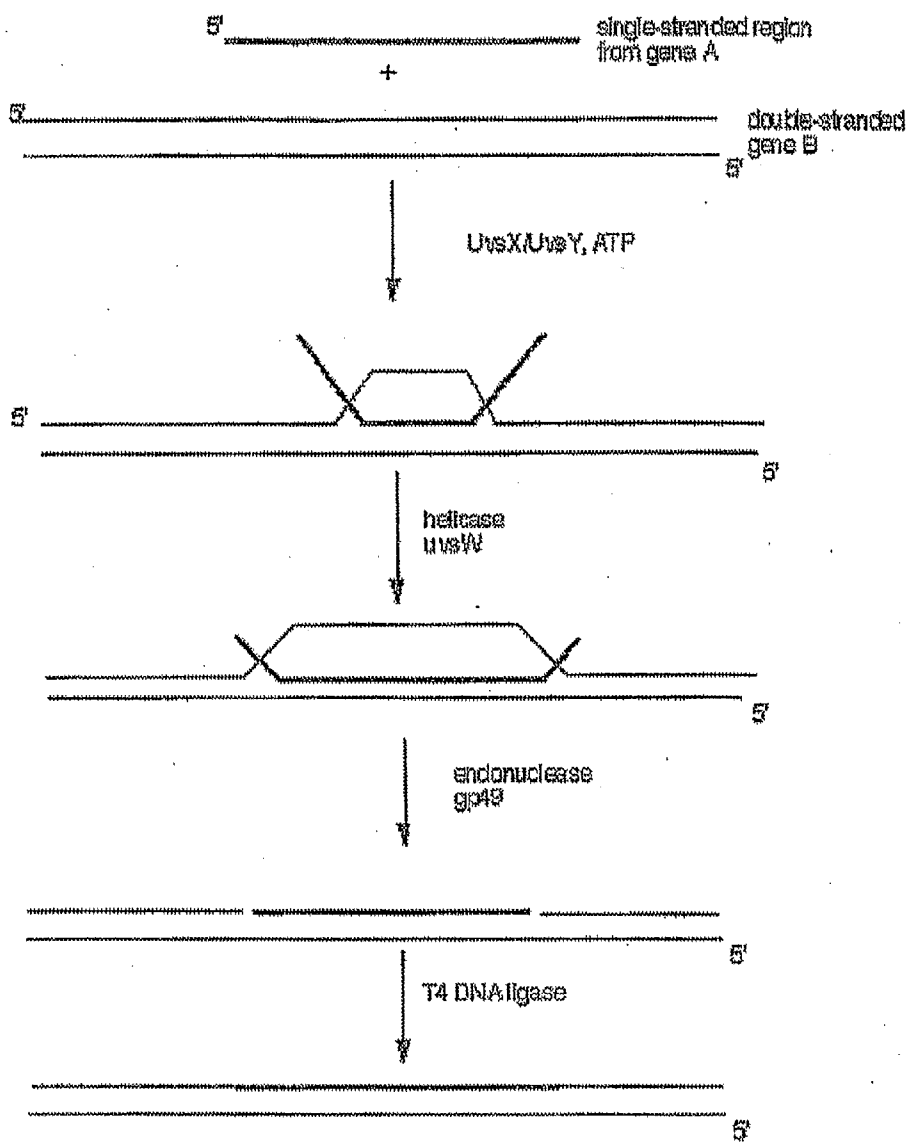 5'
single-stranded region
from gene A
+
5'
double-stranded
gene B
5'
UvsX/UvsY, ATP
5'
5'
helicase
uvsW
5'
endonuclease
gp49
5'
T4 DNA ligase
5'